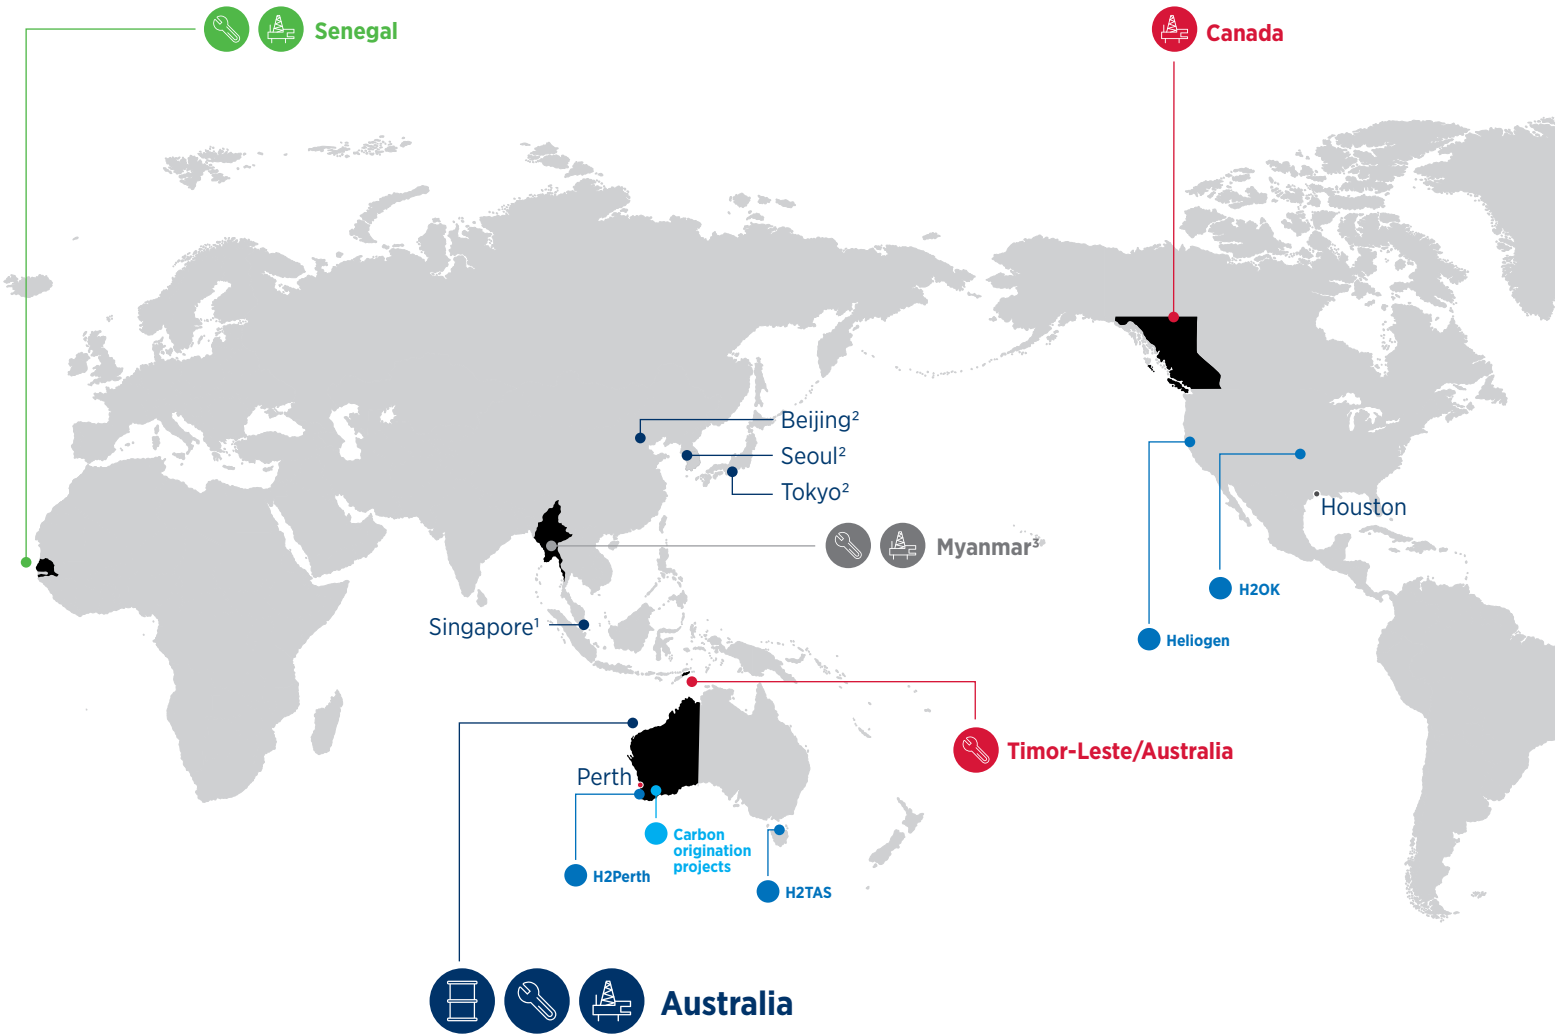 Senegal
Canada
Beijing²
Seoul²
Tokyo²
Houston
Myanmar³
H2OK
Singapore¹
Heliogen
Timor-Leste/Australia
Perth
Carbon
origination
projects
H2Perth
H2TAS
Australia